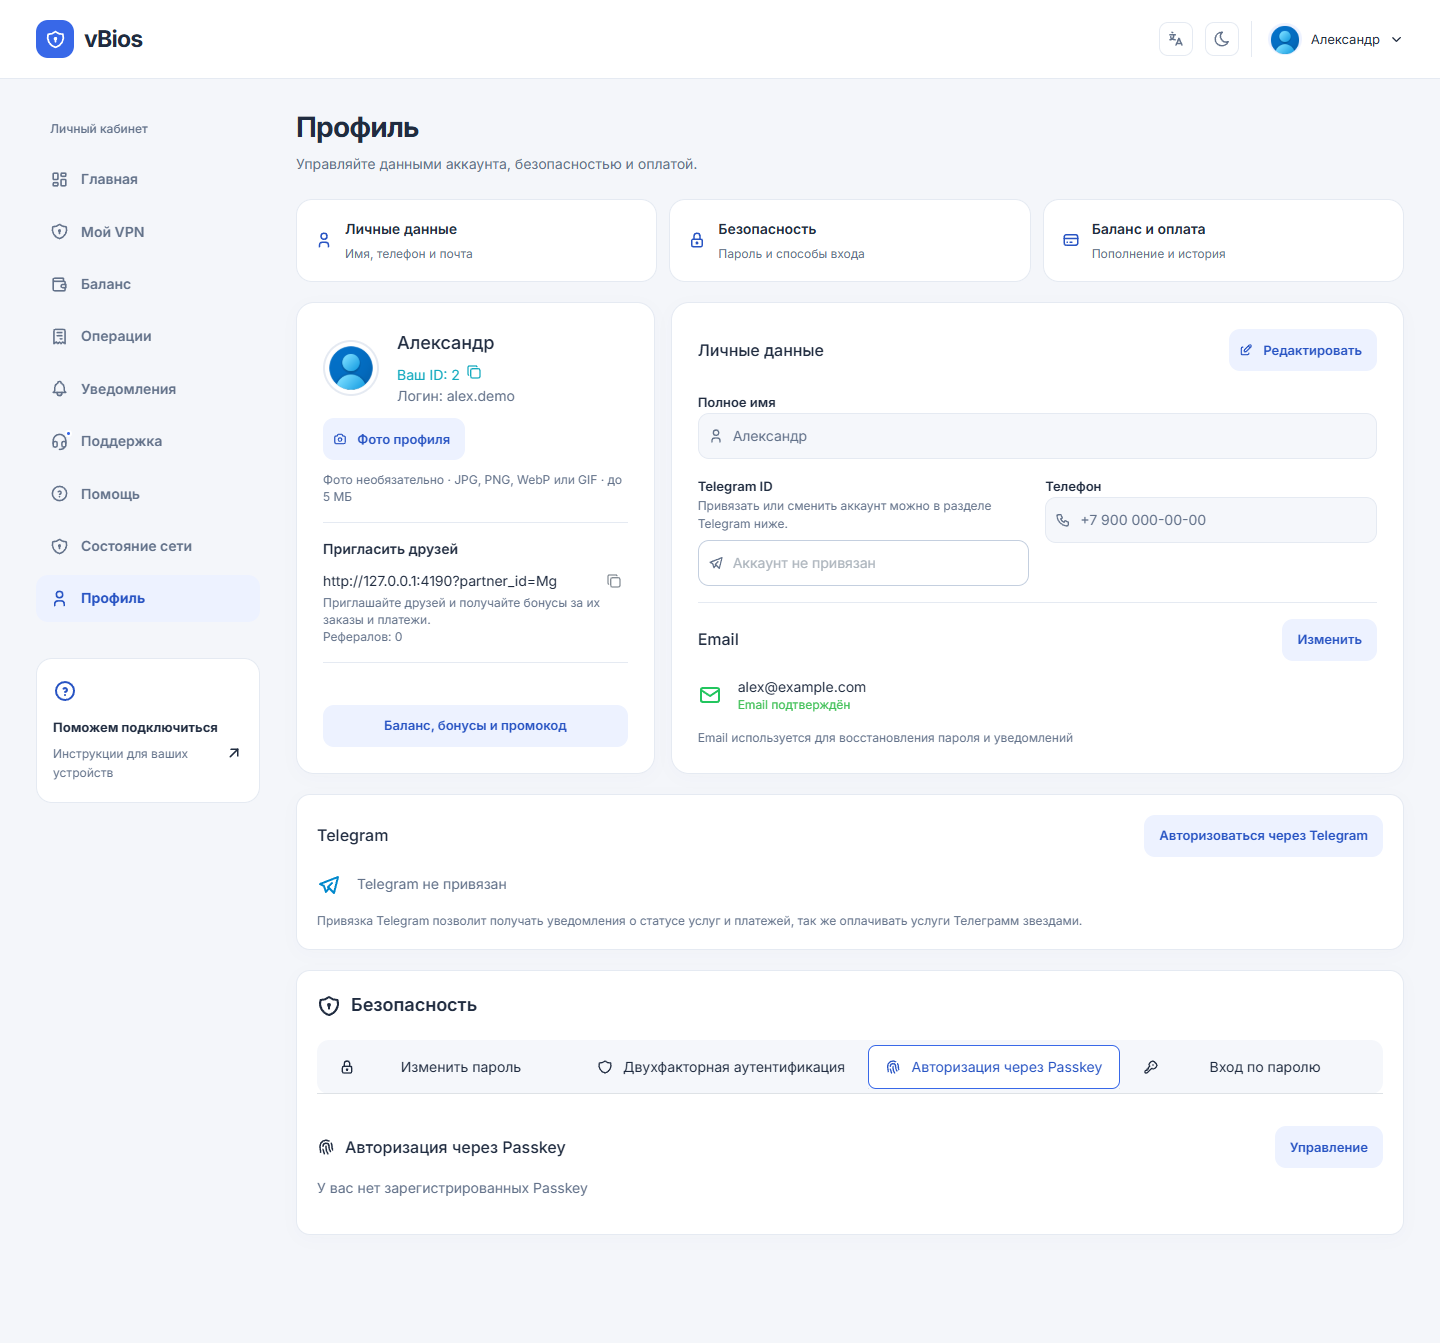 vBios
Александр
Личный кабинет
Главная
Мой VPN
Баланс
Операции
Уведомления
Поддержка
Помощь
Состояние сети
Профиль
Поможем подключиться
Инструкции для ваших
устройств
Профиль
Управляйте данными аккаунта, безопасностью и оплатой.
Личные данные
Имя, телефон и почта
Безопасность
Пароль и способы входа
Баланс и оплата
Пополнение и история
Александр
Ваш ID: 2
Логин: alex.demo
Фото профиля
Фото необязательно · JPG, PNG, WebP или GIF · до
5 МБ
Пригласить друзей
http://127.0.0.1:4190?partner_id=Mg
Приглашайте друзей и получайте бонусы за их
заказы и платежи.
Рефералов: 0
Баланс, бонусы и промокод
Личные данные
Редактировать
Полное имя
Александр
Telegram ID
Привязать или сменить аккаунт можно в разделе
Telegram ниже.
Аккаунт не привязан
Телефон
+7 900 000-00-00
Email
Изменить
alex@example.com
Email подтверждён
Email используется для восстановления пароля и уведомлений
Telegram
Авторизоваться через Telegram
Telegram не привязан
Привязка Telegram позволит получать уведомления о статусе услуг и платежей, так же оплачивать услуги Телеграмм звездами.
Безопасность
Изменить пароль
Двухфакторная аутентификация
Авторизация через Passkey
Вход по паролю
Авторизация через Passkey
Управление
У вас нет зарегистрированных Passkey